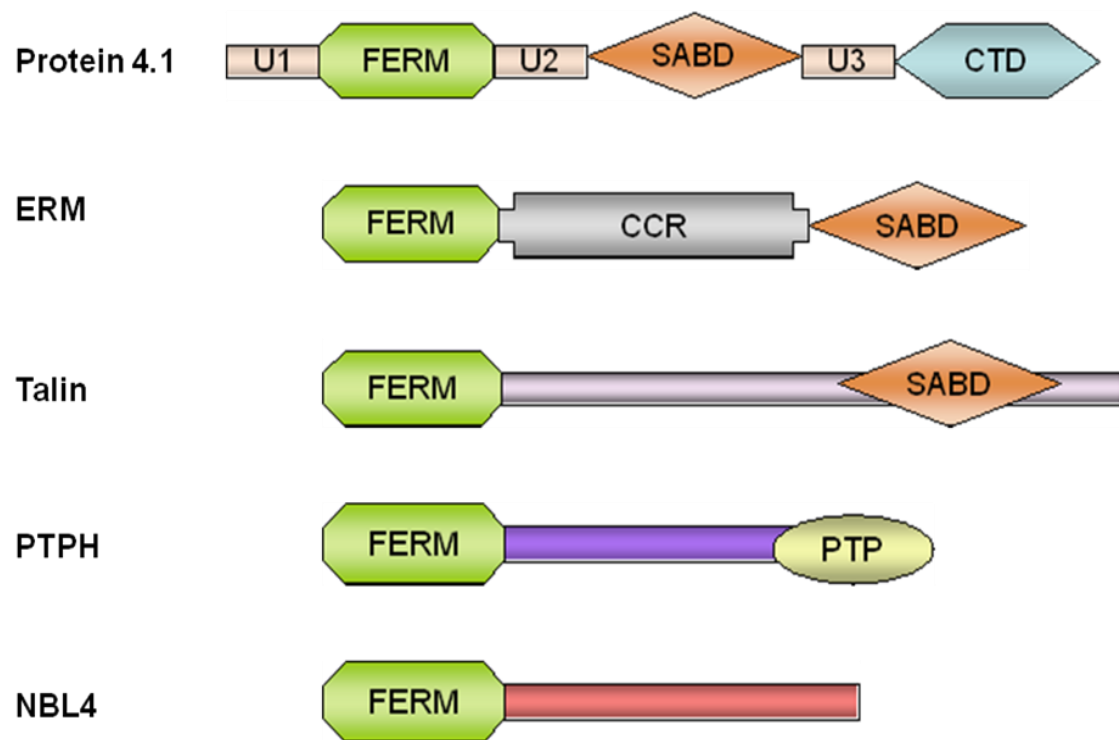 Protein 4.1 U1 FERM U2 SABD U3 CTD
ERM FERM CCR SABD
Talin FERM SABD
PTPH FERM PTP
NBL4 FERM